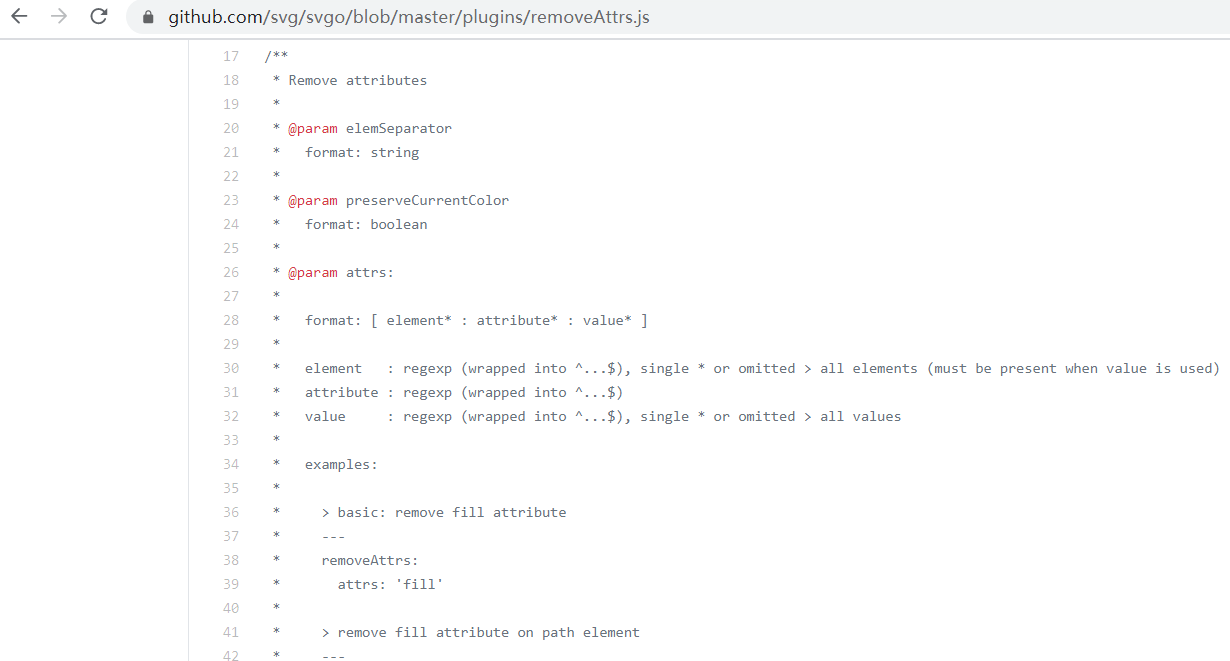 github.com/svg/svgo/blob/master/plugins/removeAttrs.js
17 /**
18 * Remove attributes
19 *
20 * @param elemSeparator
21 *   format: string
22 *
23 * @param preserveCurrentColor
24 *   format: boolean
25 *
26 * @param attrs:
27 *
28 *   format: [ element* : attribute* : value* ]
29 *
30 *   element   : regexp (wrapped into ^...$), single * or omitted > all elements (must be present when value is used)
31 *   attribute : regexp (wrapped into ^...$)
32 *   value     : regexp (wrapped into ^...$), single * or omitted > all values
33 *
34 *   examples:
35 *
36 *     > basic: remove fill attribute
37 *     ---
38 *     removeAttrs:
39 *       attrs: 'fill'
40 *
41 *     > remove fill attribute on path element
42 *     ---